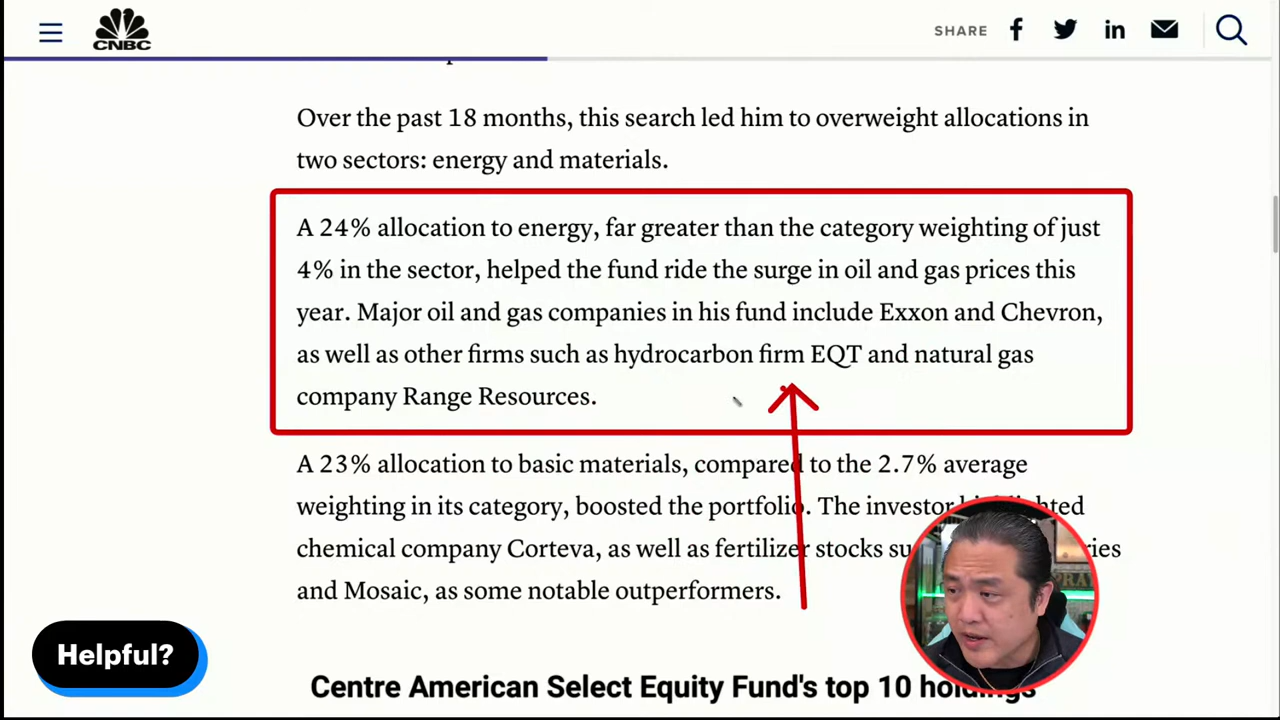 CNBC
SHARE
Over the past 18 months, this search led him to overweight allocations in
two sectors: energy and materials.
A 24% allocation to energy, far greater than the category weighting of just
4% in the sector, helped the fund ride the surge in oil and gas prices this
year. Major oil and gas companies in his fund include Exxon and Chevron,
as well as other firms such as hydrocarbon firm EQT and natural gas
company Range Resources.
A 23% allocation to basic materials, compared to the 2.7% average
weighting in its category, boosted the portfolio. The investor highlighted
chemical company Corteva, as well as fertilizer stocks
and Mosaic, as some notable outperformers.
Helpful?
Centre American Select Equity Fund's top 10 holdings